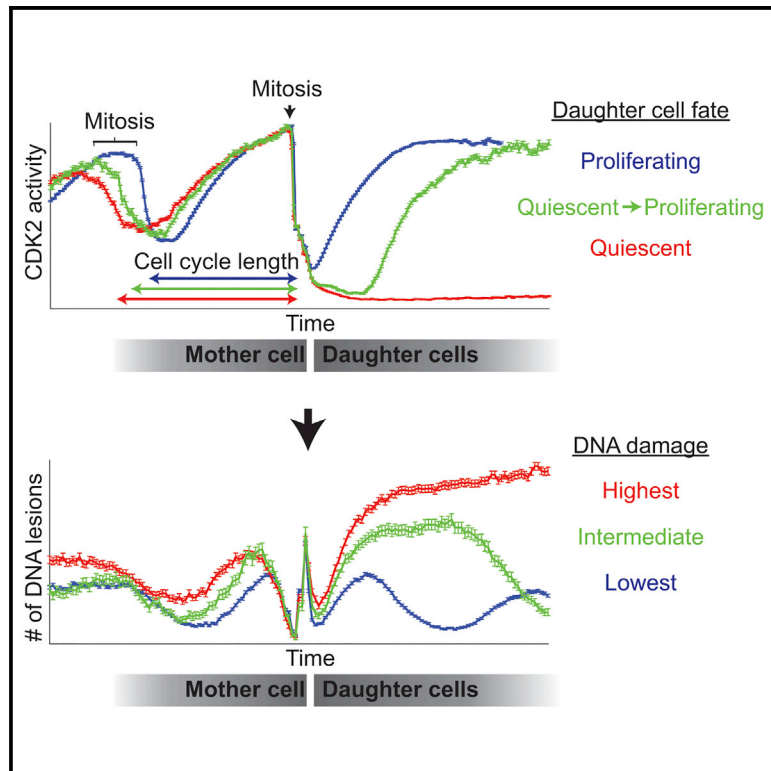 Mitosis
Mitosis
CDK2 activity
Cell cycle length
Time
Mother cell
Daughter cells
Daughter cell fate
Proliferating
Quiescent→Proliferating
Quiescent
# of DNA lesions
Time
Mother cell
Daughter cells
DNA damage
Highest
Intermediate
Lowest